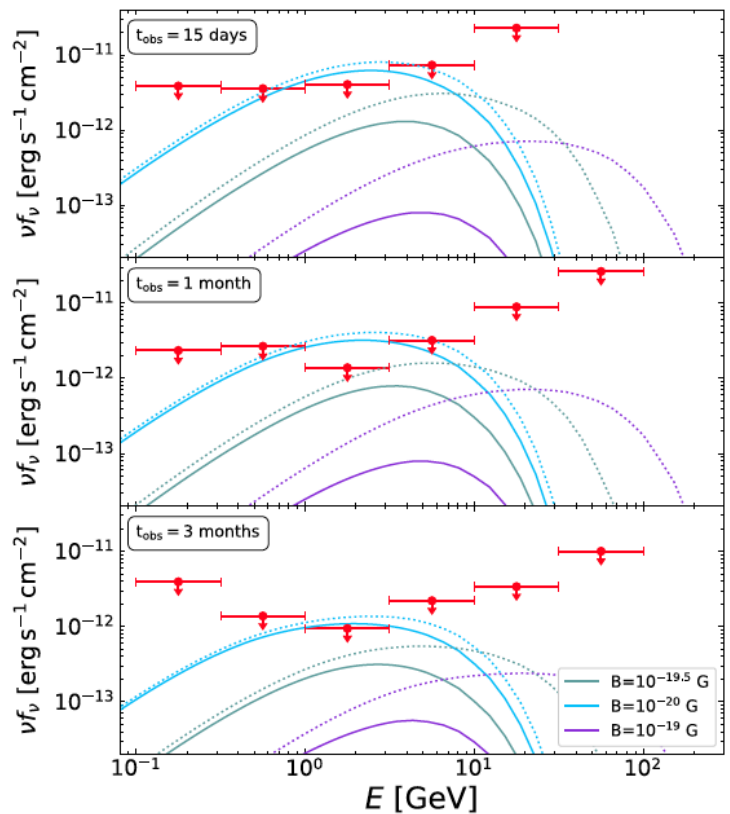 t_obs = 15 days
10⁻¹¹
10⁻¹²
10⁻¹³
νf_ν [erg s⁻¹ cm⁻²]
t_obs = 1 month
10⁻¹¹
10⁻¹²
10⁻¹³
νf_ν [erg s⁻¹ cm⁻²]
t_obs = 3 months
10⁻¹¹
10⁻¹²
10⁻¹³
νf_ν [erg s⁻¹ cm⁻²]
B=10⁻¹⁹·⁵ G
B=10⁻²⁰ G
B=10⁻¹⁹ G
10⁻¹ 10⁰ 10¹ 10²
E [GeV]